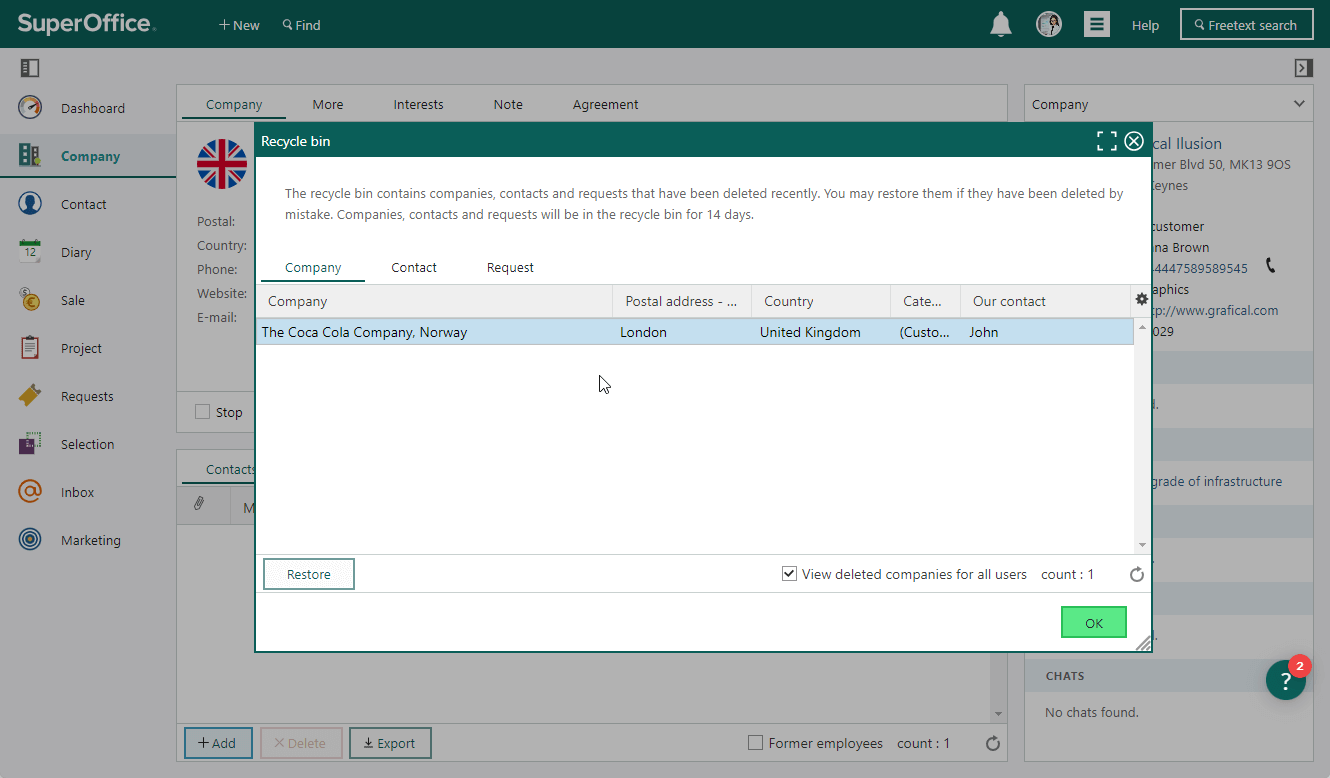 SuperOffice.
+ New
Find
Help
Freetext search
Dashboard
Company
Contact
Diary
12
Sale
Project
Requests
Selection
Inbox
Marketing
Company More Interests Note Agreement
Postal:
Country:
Phone:
Website:
E-mail:
Stop
Contacts
+ Add
Delete
Export
Former employees
count : 1
Recycle bin
The recycle bin contains companies, contacts and requests that have been deleted recently. You may restore them if they have been deleted by
mistake. Companies, contacts and requests will be in the recycle bin for 14 days.
Company Contact Request
Company Postal address - ... Country Cate... Our contact
The Coca Cola Company, Norway London United Kingdom (Custo... John
Restore
View deleted companies for all users count : 1
OK
Company
cal Ilusion
mer Blvd 50, MK13 9OS
Keynes
customer
na Brown
44447589589545
aphics
tp://www.grafical.com
029
d.
grade of infrastructure
d.
CHATS
No chats found.
?
2